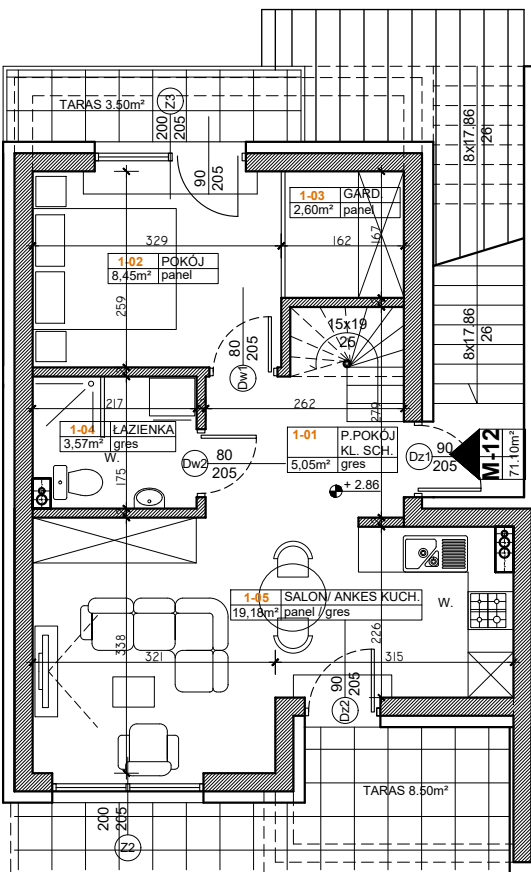 TARAS 3.50m²
Z3
200
205
8x17.86
26
90
205
1-03 GARD.
2,60m² panel
329
162
167
1-02 POKÓJ
8,45m² panel
259
15x19
26
8x17.86
26
80
205
Dw1
217
262
270
1-04 ŁAZIENKA
3,57m² gres
W.
1-01 P.POKÓJ
KL. SCH.
5,05m² gres
Dz1
90
205
M-12
71.10m²
Dw2
80
205
175
+ 2.86
1-05 SALON/ ANKES KUCH.
19,18m² panel / gres
W.
338
321
226
315
90
205
Dz2
TARAS 8.50m²
200
205
Z2